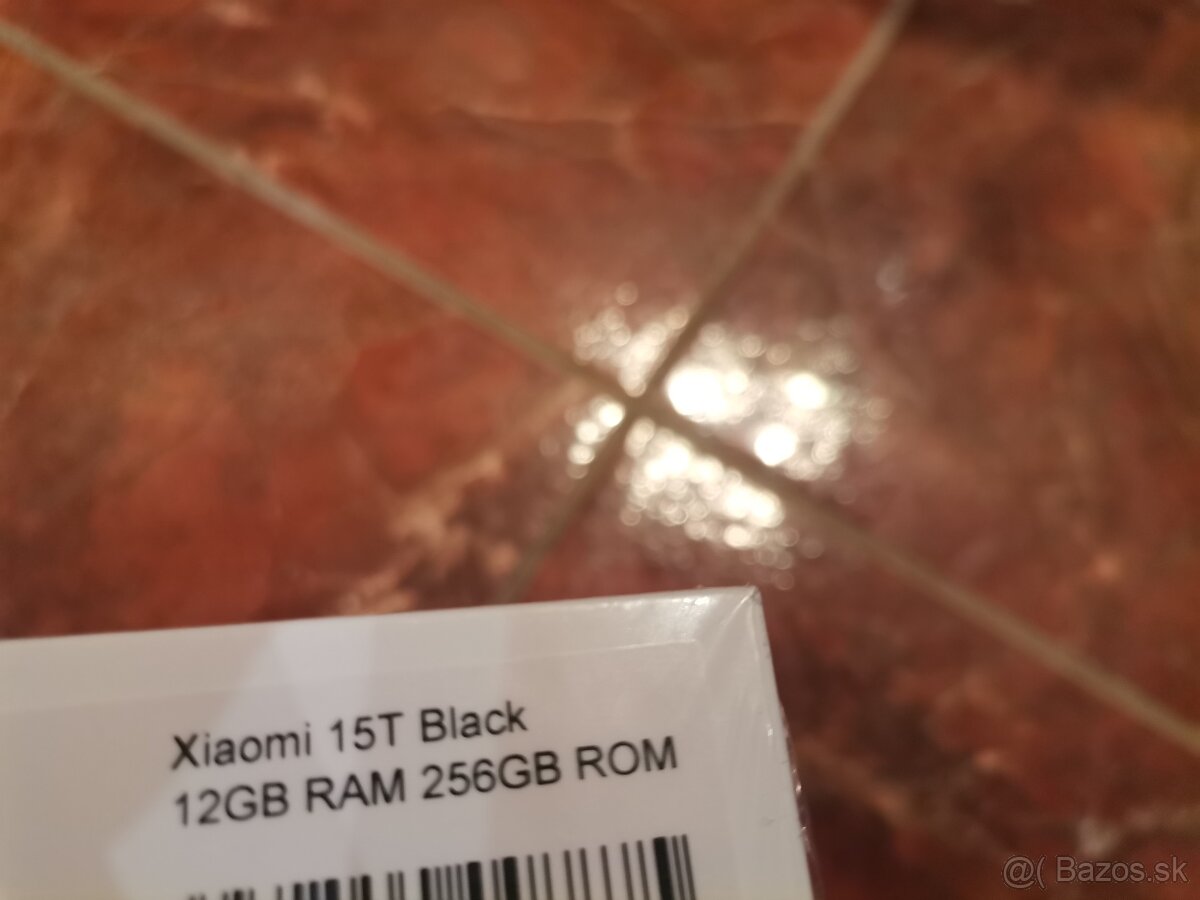 Xiaomi 15T Black
12GB RAM 256GB ROM
@( Bazos.sk